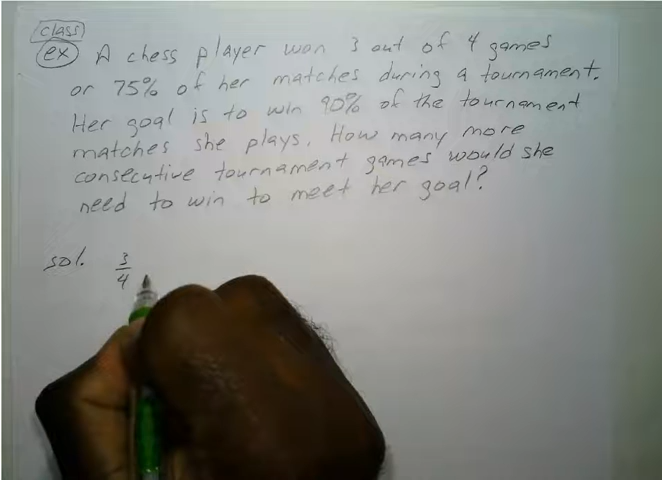 class
ex A chess player won 3 out of 4 games
or 75% of her matches during a tournament.
Her goal is to win 90% of the tournament
matches she plays. How many more
consecutive tournament games would she
need to win to meet her goal?
sol. 3/4